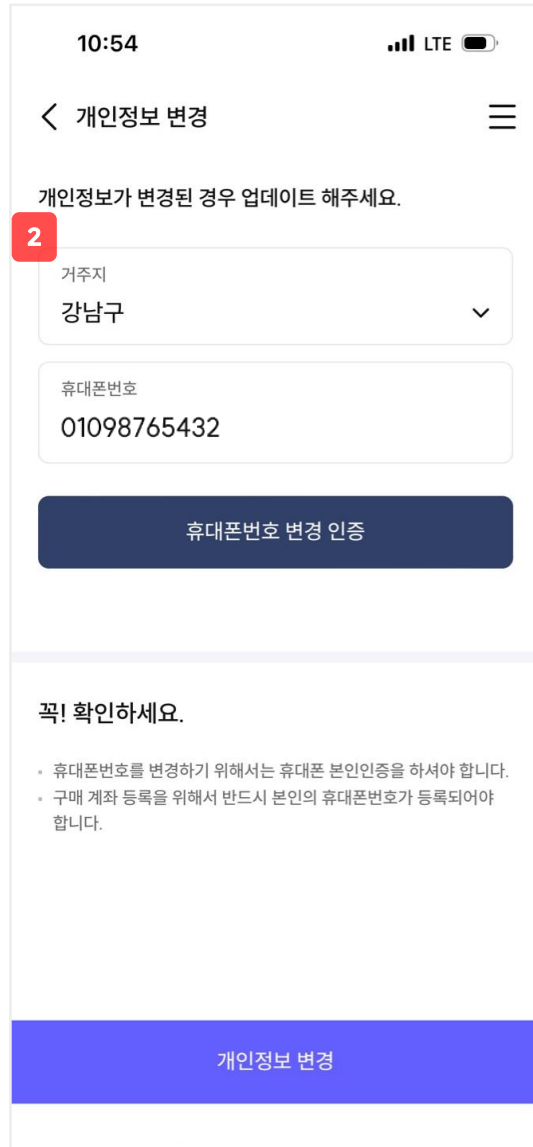 10:54
LTE
개인정보 변경
개인정보가 변경된 경우 업데이트 해주세요.
2
거주지
강남구
휴대폰번호
01098765432
휴대폰번호 변경 인증
꼭! 확인하세요.
휴대폰번호를 변경하기 위해서는 휴대폰 본인인증을 하셔야 합니다.
구매 계좌 등록을 위해서 반드시 본인의 휴대폰번호가 등록되어야
합니다.
개인정보 변경